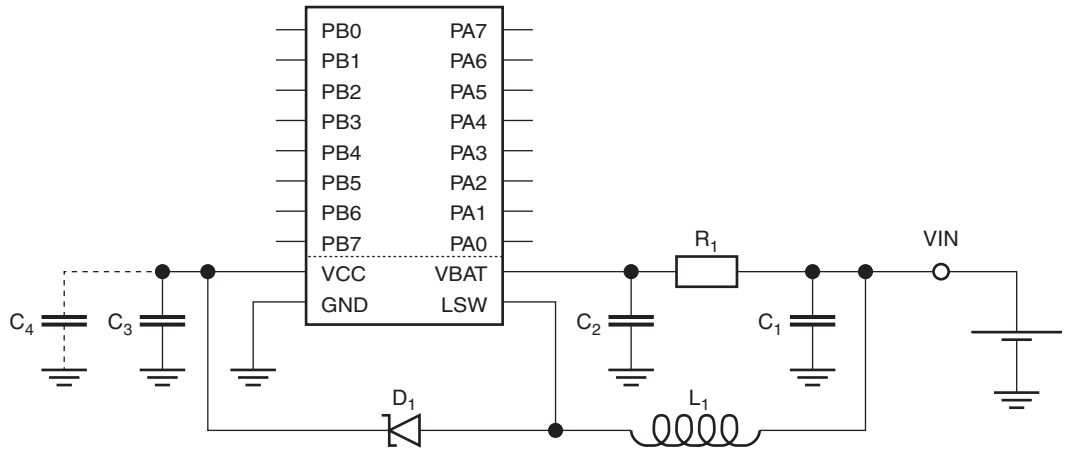 PB0 PA7
PB1 PA6
PB2 PA5
PB3 PA4
PB4 PA3
PB5 PA2
PB6 PA1
PB7 PA0
R1 VIN
VCC VBAT
GND LSW
C4 C3 C2 C1
D1 L1